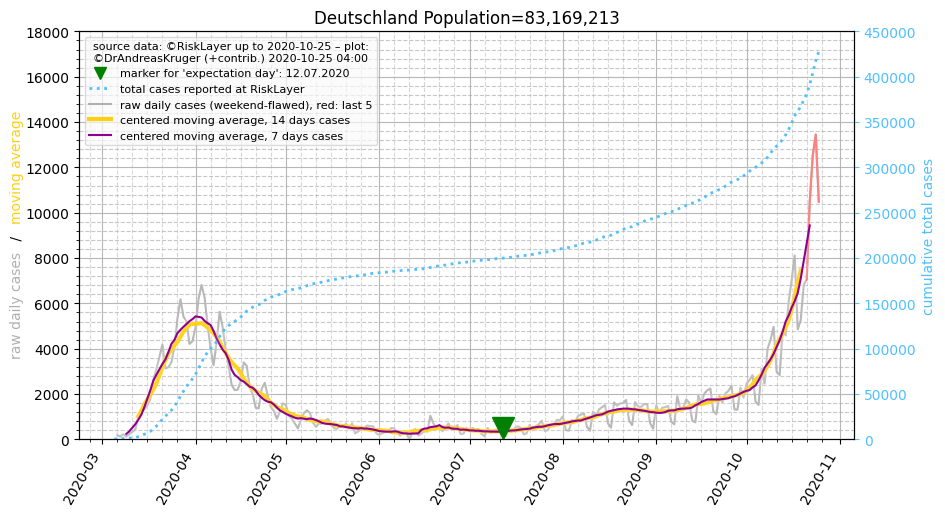 Deutschland Population=83,169,213
source data: ©RiskLayer up to 2020-10-25 – plot:
©DrAndreasKruger (+contrib.) 2020-10-25 04:00
marker for 'expectation day': 12.07.2020
total cases reported at RiskLayer
raw daily cases (weekend-flawed), red: last 5
centered moving average, 14 days cases
centered moving average, 7 days cases
raw daily cases / moving average
18000
16000
14000
12000
10000
8000
6000
4000
2000
0
450000
400000
350000
300000
250000
200000
150000
100000
50000
0
cumulative total cases
2020-03
2020-04
2020-05
2020-06
2020-07
2020-08
2020-09
2020-10
2020-11